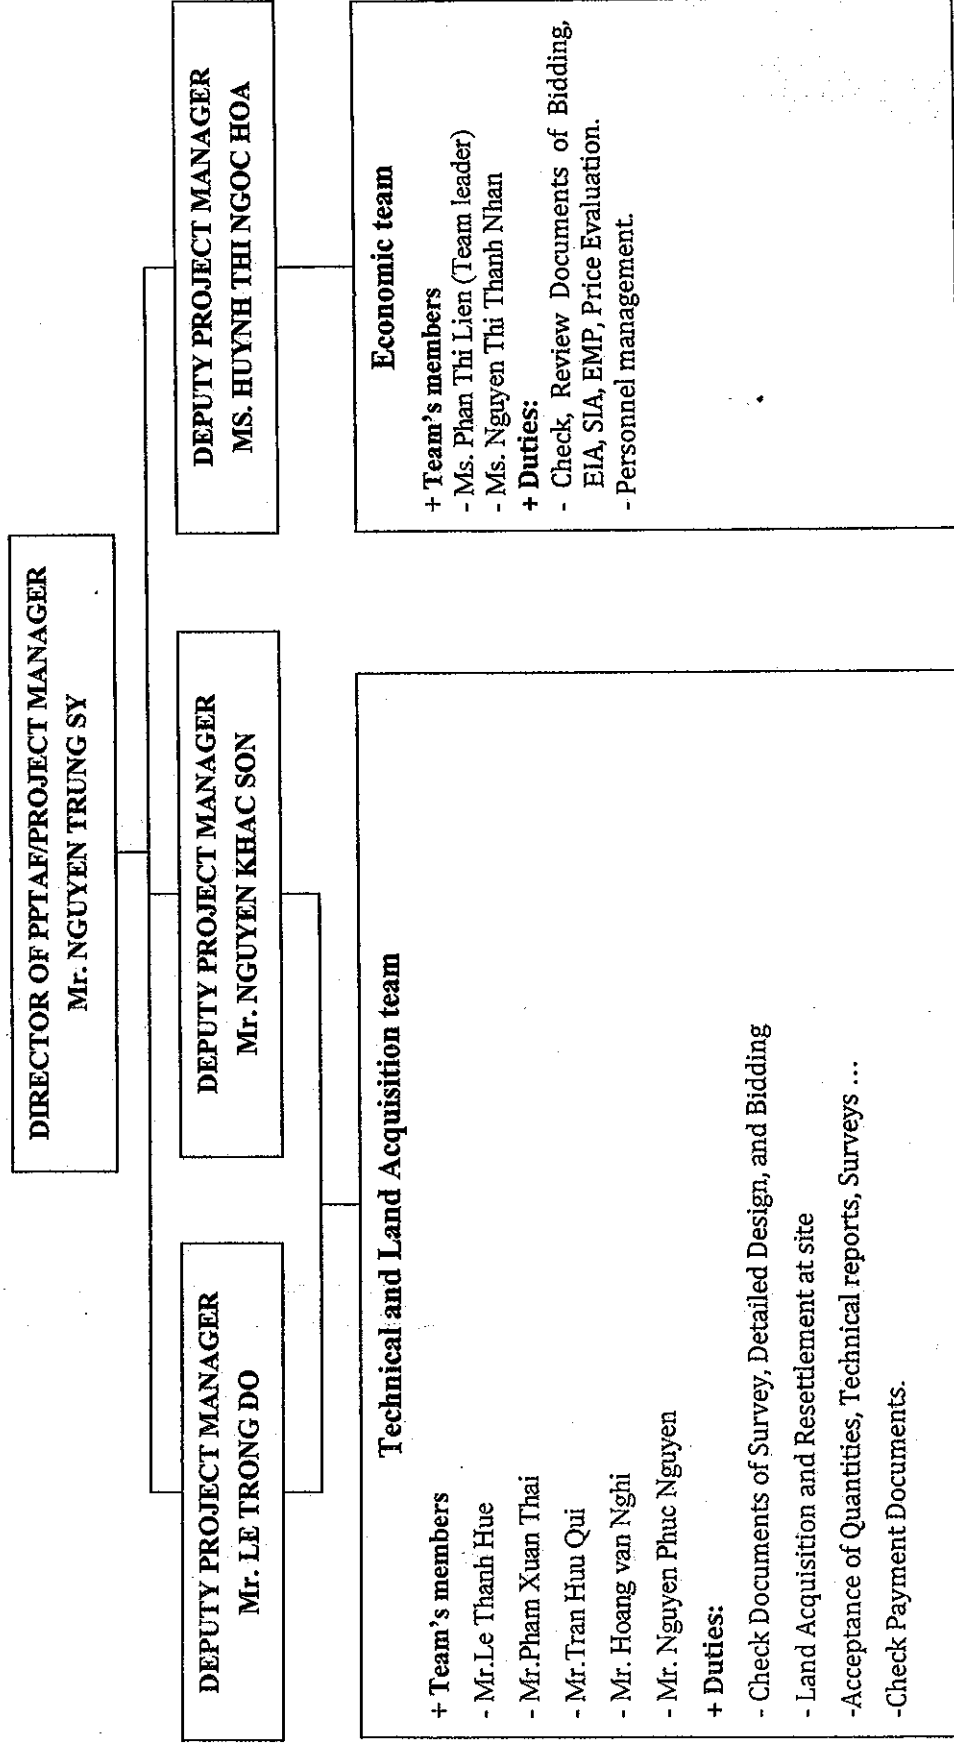 DIRECTOR OF PPTAF/PROJECT MANAGER
Mr. NGUYEN TRUNG SY
DEPUTY PROJECT MANAGER
Mr. LE TRONG DO
DEPUTY PROJECT MANAGER
Mr. NGUYEN KHAC SON
DEPUTY PROJECT MANAGER
MS. HUYNH THI NGOC HOA
Technical and Land Acquisition team
+ Team's members
- Mr.Le Thanh Hue
- Mr.Pham Xuan Thai
- Mr.Tran Huu Qui
- Mr. Hoang van Nghi
- Mr. Nguyen Phuc Nguyen
+ Duties:
- Check Documents of Survey, Detailed Design, and Bidding
- Land Acquisition and Resettlement at site
-Acceptance of Quantities, Technical reports, Surveys ...
-Check Payment Documents.
Economic team
+ Team's members
- Ms. Phan Thi Lien (Team leader)
- Ms. Nguyen Thi Thanh Nhan
+ Duties:
- Check, Review Documents of Bidding,
EIA, SIA, EMP, Price Evaluation.
- Personnel management.